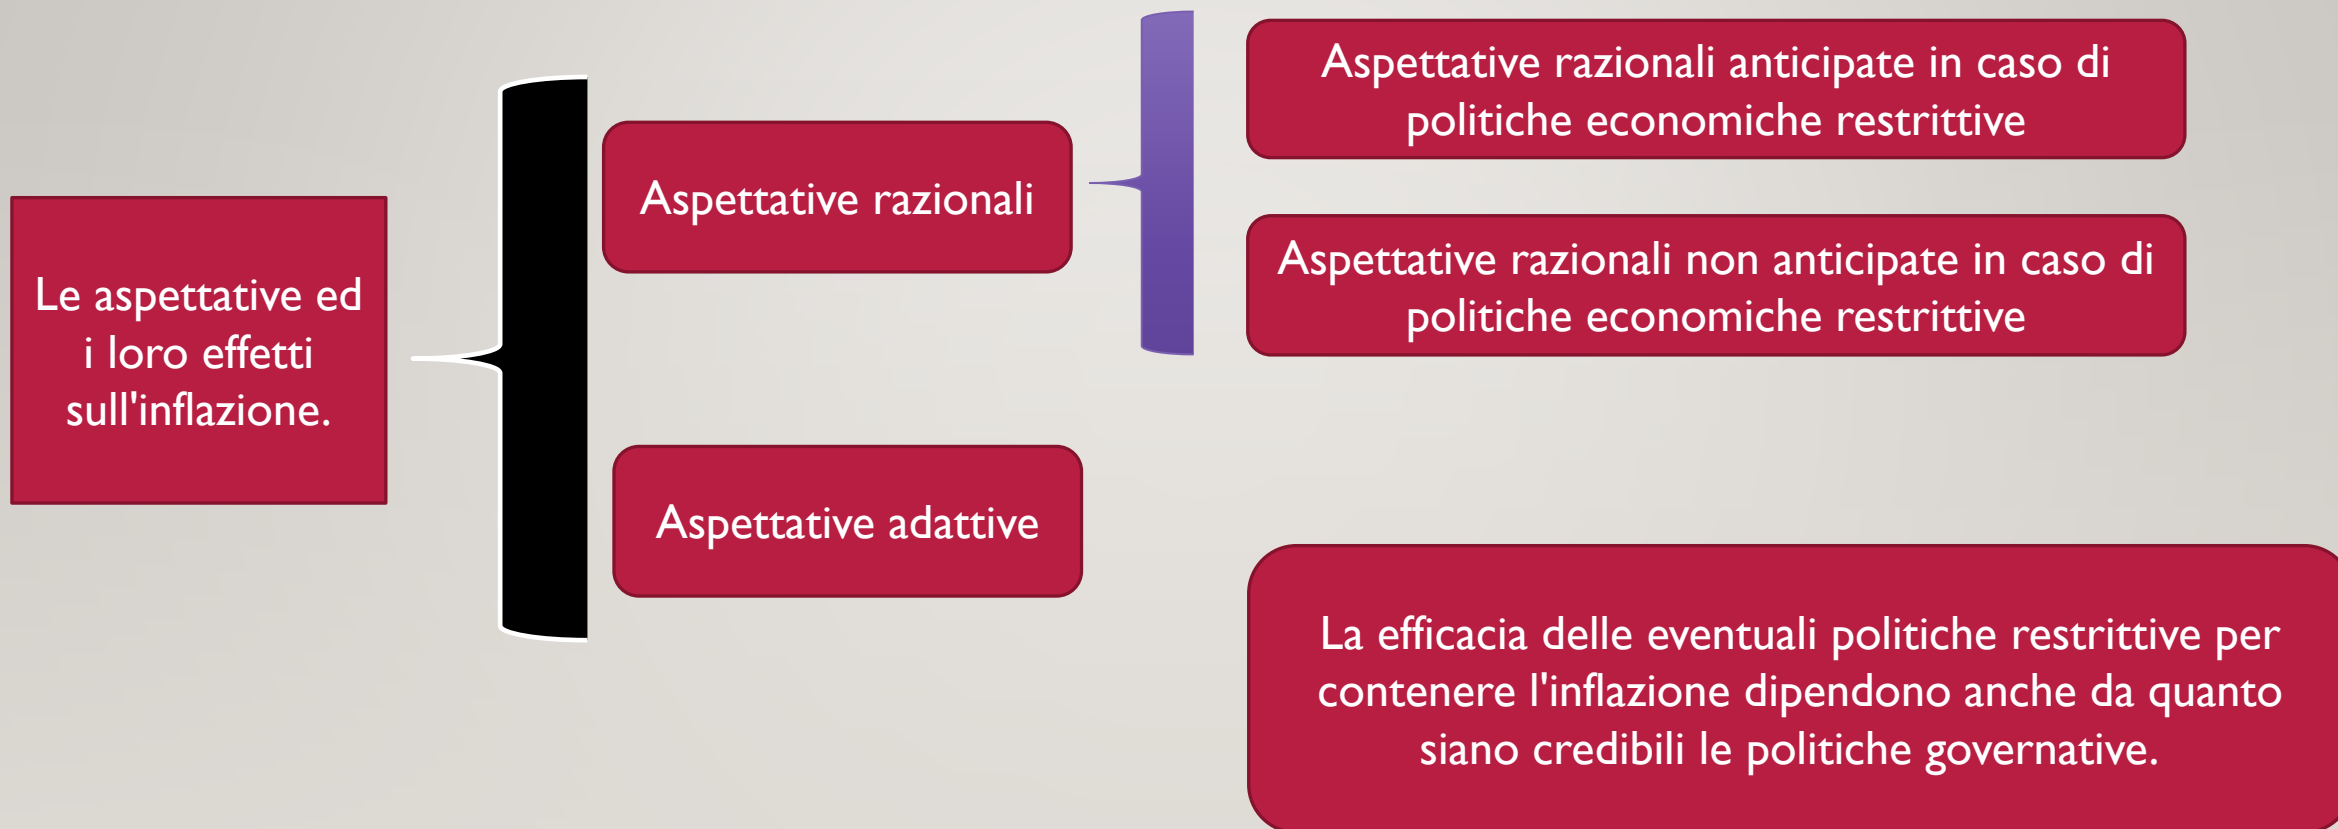 Le aspettative ed
i loro effetti
sull'inflazione.
Aspettative razionali
Aspettative razionali anticipate in caso di
politiche economiche restrittive
Aspettative razionali non anticipate in caso di
politiche economiche restrittive
Aspettative adattive
La efficacia delle eventuali politiche restrittive per
contenere l'inflazione dipendono anche da quanto
siano credibili le politiche governative.